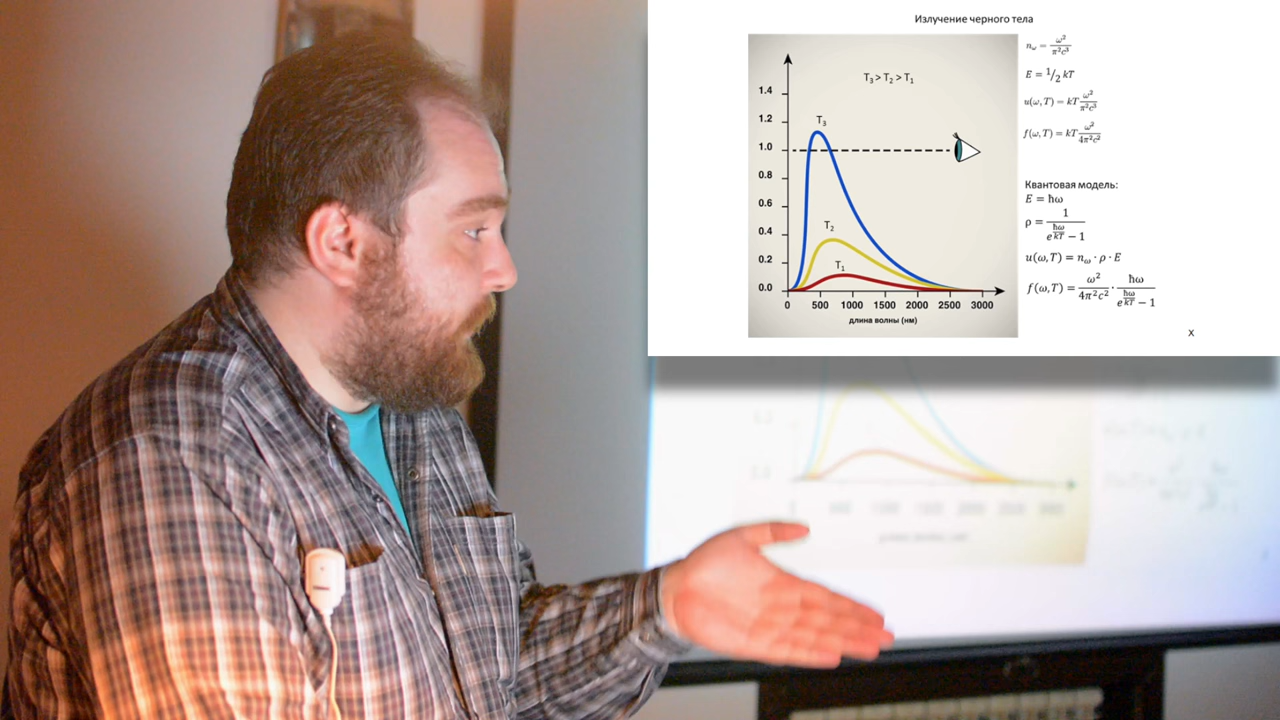 Излучение черного тела
T₃ > T₂ > T₁
1.4
1.2
1.0
0.8
0.6
0.4
0.2
0.0
T₃
T₂
T₁
0 500 1000 1500 2000 2500 3000
длина волны (нм)
n_ω = ω²/π²c³
E = 1/2 kT
u(ω,T) = kT ω²/π²c³
f(ω,T) = kT ω²/4π²c²
Квантовая модель:
E = ħω
ρ = 1/(e^(ħω/kT) − 1)
u(ω,T) = n_ω · ρ · E
f(ω,T) = ω²/4π²c² · ħω/(e^(ħω/kT) − 1)
X